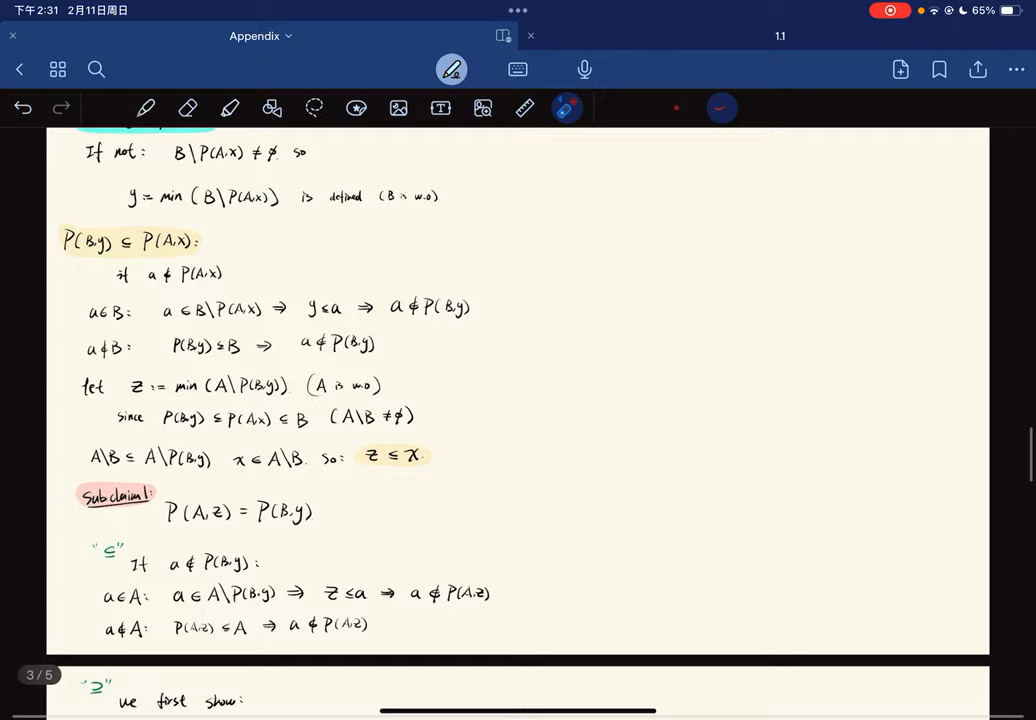 下午2:31 2月11日周日
65%
Appendix
1.1
If not: B\P(A,x) ≠ ∅ so
y := min (B\P(A,x)) is defined (B is w.o)
P(B,y) ⊆ P(A,x):
if a ∉ P(A,x)
a∈B: a ∈ B\P(A,x) ⇒ y≤a ⇒ a∉P(B,y)
a∉B: P(B,y)⊆B ⇒ a∉P(B,y)
let z := min (A\P(B,y)) (A is w.o)
since P(B,y) ⊆ P(A,x) ⊆ B (A\B ≠ ∅)
A\B ⊆ A\P(B,y) x ∈ A\B. so: z ≤ x.
Subclaim1:
P(A,z) = P(B,y)
"⊆"
If a ∉ P(B,y):
a∈A: a ∈ A\P(B,y) ⇒ z≤a ⇒ a ∉ P(A,z)
a∉A: P(A,z) ⊆ A ⇒ a ∉ P(A,z)
3 / 5
"⊇"
we first show: